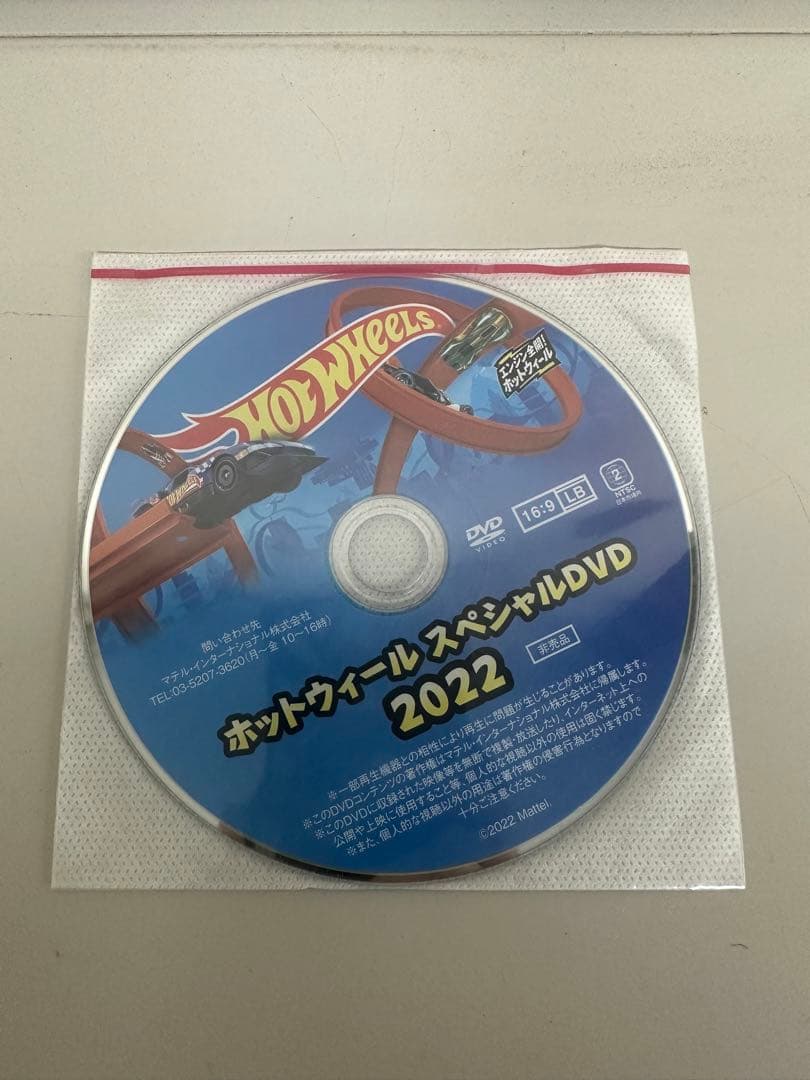 HOT WHEELS
エンジン全開!
ホットウィール
HOT WHEELS
DVD
VIDEO
16:9 LB
2
NTSC
日本市場向
問い合わせ先
マテル・インターナショナル株式会社
TEL:03-5207-3620(月~金 10~16時)
ホットウィール スペシャルDVD
2022
非売品
※一部再生機器との相性により再生に問題が生じることがあります。
※このDVDコンテンツの著作権はマテル・インターナショナル株式会社に帰属します。
※このDVDに収録された映像等を無断で複製・放送したり、インターネット上への
公開や上映に使用すること等、個人的な視聴以外の使用は固く禁じます。
※また、個人的な視聴以外の用途は著作権の侵害行為となりますので
十分ご注意ください。
©2022 Mattel.